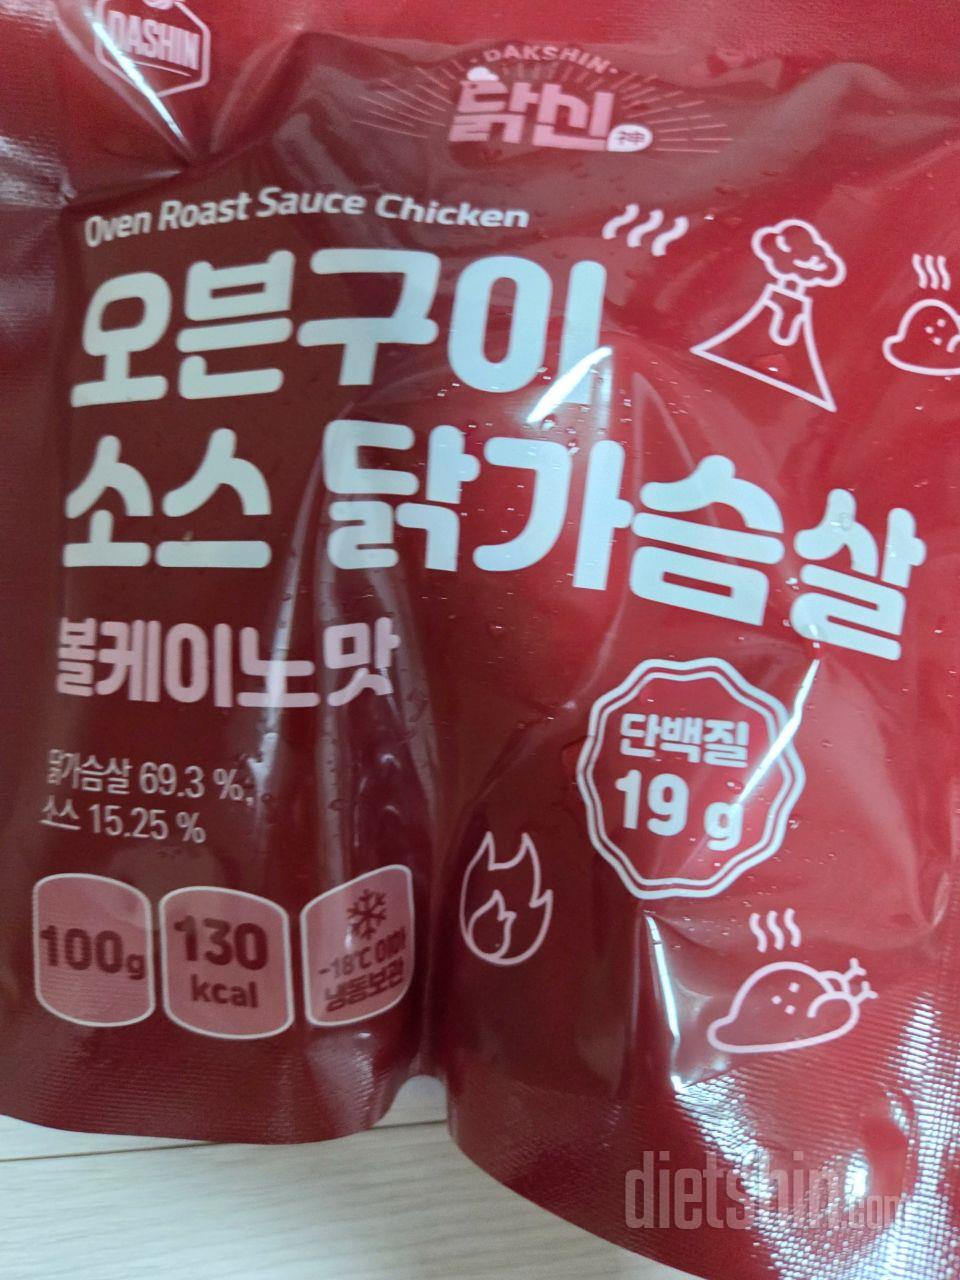 DASHIN
DAKSHIN
닭신
神
Oven Roast Sauce Chicken
오븐구이
소스 닭가슴살
볼케이노맛
단백질
19 g
닭가슴살 69.3 %,
소스 15.25 %
100g
130
kcal
-18℃ 이하
냉동보관
dietshin.com